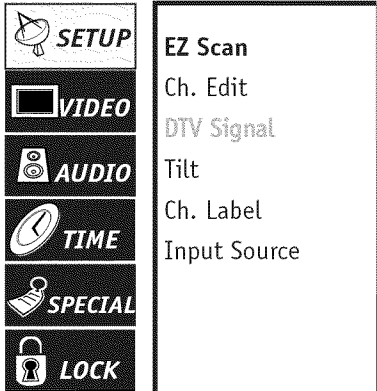 SETUP
VIDEO
AUDIO
TIME
SPECIAL
LOCK
EZ Scan
Ch. Edit
DTV Signal
Tilt
Ch. Label
Input Source